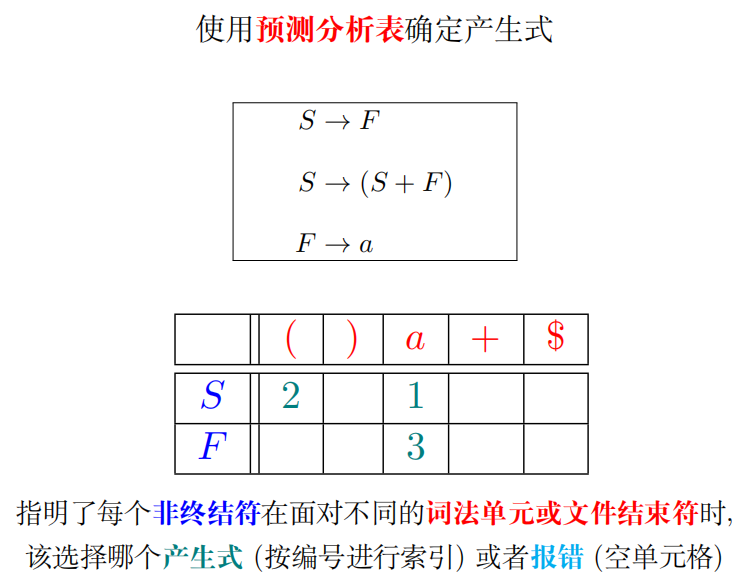 使用预测分析表确定产生式
S → F
S → (S + F)
F → a
( ) a + $
S 2 1
F 3
指明了每个非终结符在面对不同的词法单元或文件结束符时,
该选择哪个产生式 (按编号进行索引) 或者报错 (空单元格)